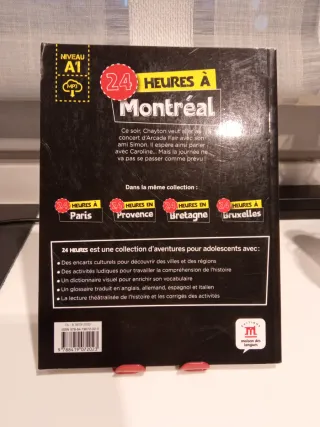 NIVEAU
A1
MP3
24 HEURES À
Montréal
Ce soir, Chayton veut aller au
concert d'Arcade Fair avec son
ami Simon. Il espère ainsi parler
avec Caroline... Mais la journée ne
va pas se passer comme prévu !
Dans la même collection :
HEURES À
Paris
HEURES EN
Provence
HEURES EN
Bretagne
HEURES À
Bruxelles
24 HEURES est une collection d'aventures pour adolescents avec :
• Des encarts culturels pour découvrir des villes et des régions
• Des activités ludiques pour travailler la compréhension de l'histoire
• Un dictionnaire visuel pour enrichir son vocabulaire
• Un glossaire traduit en anglais, allemand, espagnol et italien
• La lecture théâtralisée de l'histoire et les corrigés des activités
ÉDITIONS
maison des langues